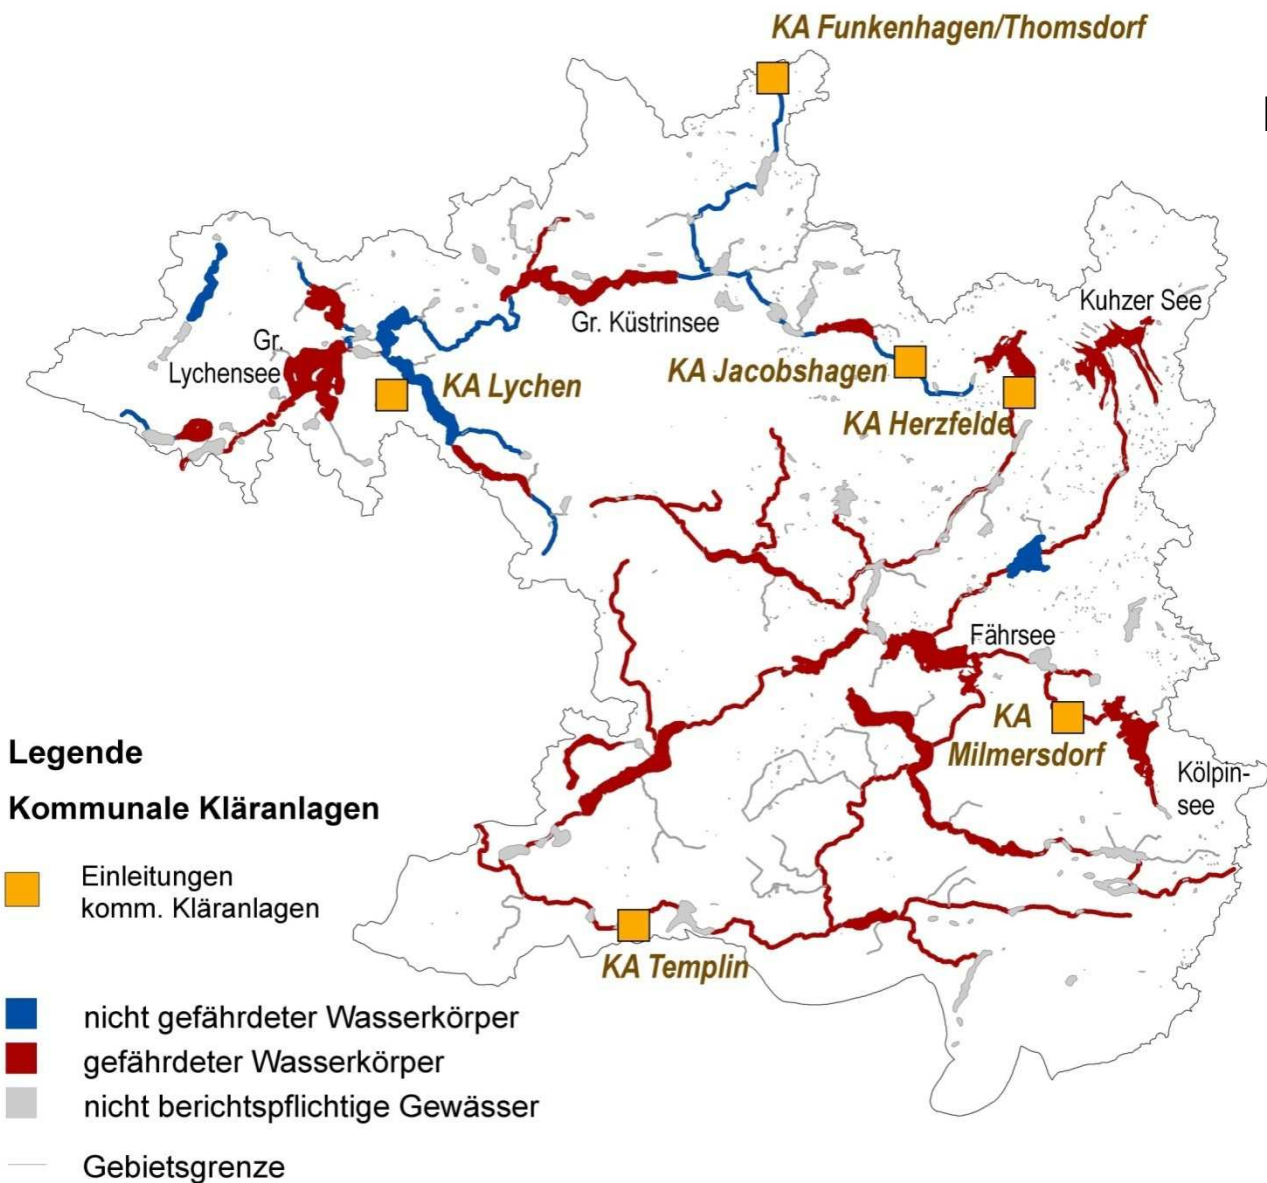 KA Funkenhagen/Thomsdorf
Kuhzer See
Gr. Küstrinsee
Gr.
Lychensee
KA Jacobshagen
KA Lychen
KA Herzfelde
Fährsee
KA
Milmersdorf
Kölpin-
see
KA Templin
Legende
Kommunale Kläranlagen
Einleitungen
komm. Kläranlagen
nicht gefährdeter Wasserkörper
gefährdeter Wasserkörper
nicht berichtspflichtige Gewässer
Gebietsgrenze